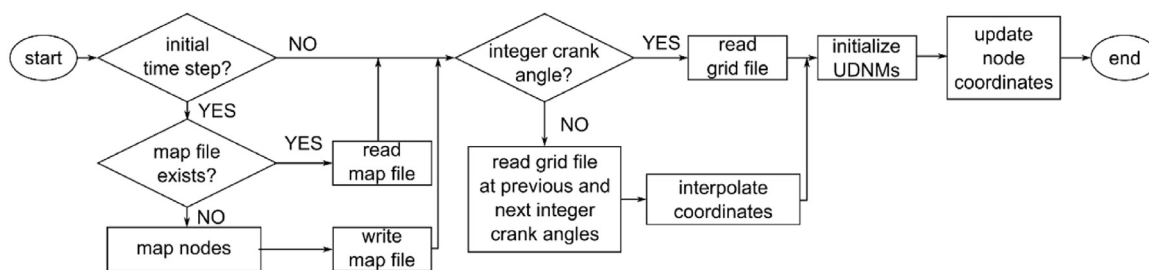 start
initial
time step?
NO
YES
map file
exists?
YES
read
map file
NO
map nodes
write
map file
integer crank
angle?
YES
read
grid file
NO
read grid file
at previous and
next integer
crank angles
interpolate
coordinates
initialize
UDNMs
update
node
coordinates
end